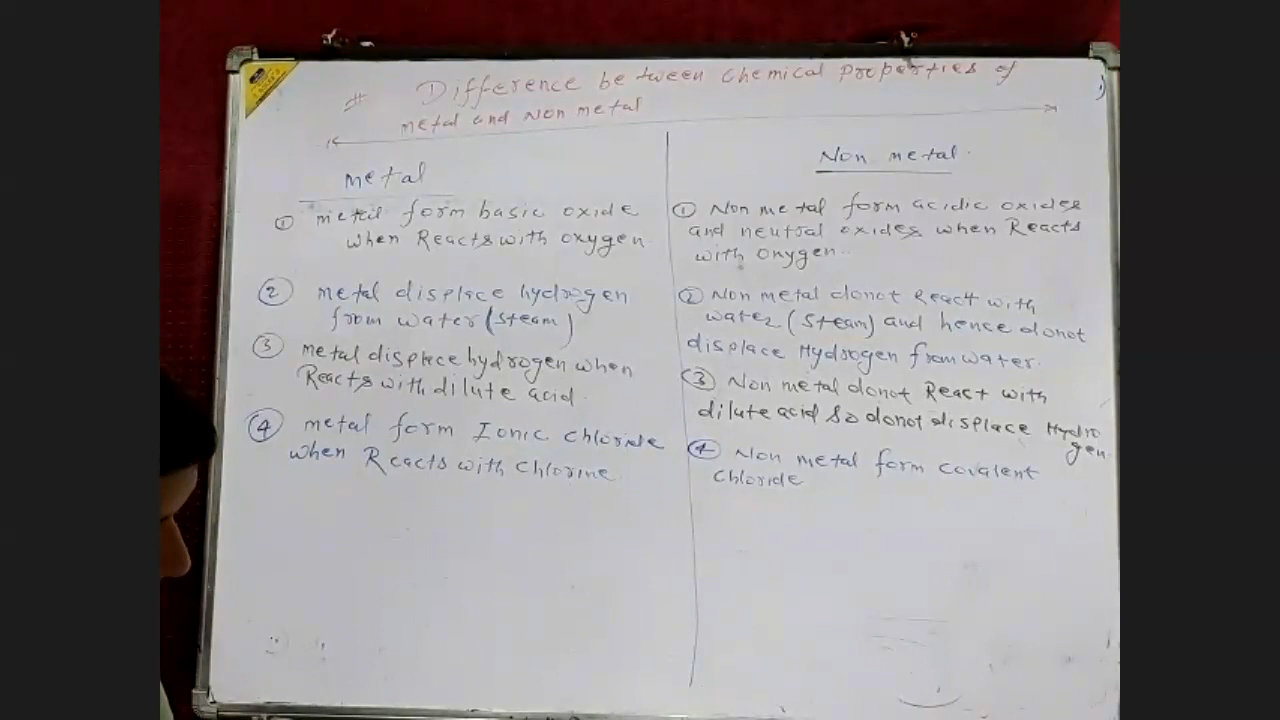 # Difference between chemical properties of
metal and Non metal
metal
① metal form basic oxide
when Reacts with oxygen
② metal displace hydrogen
from water (steam)
③ metal displece hydrogen when
Reacts with dilute acid.
④ metal form Ionic chloride
when Reacts with chlorine.
Non metal.
① Non metal form acidic oxides
and neutral oxides when Reacts
with oxygen..
② Non metal donot React with
water (steam) and hence donot
displace Hydrogen from water.
③ Non metal donot React with
dilute acid so donot displace Hydro
gen.
④ Non metal form covalent
chloride